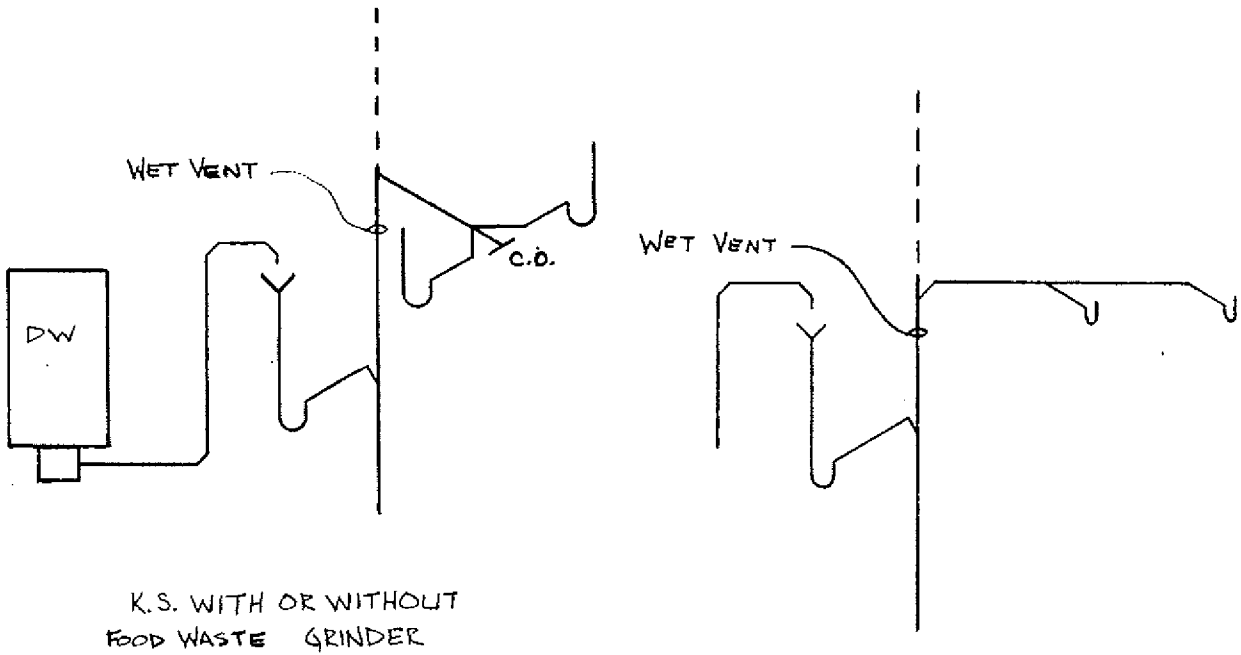 WET VENT
C.O.
DW
WET VENT
K.S. WITH OR WITHOUT
FOOD WASTE GRINDER